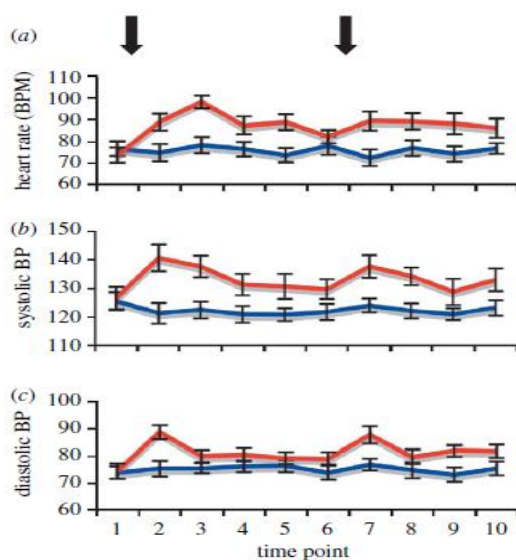 (a)
heart rate (BPM)
110
100
90
80
70
60
(b)
systolic BP
150
140
130
120
110
(c)
diastolic BP
100
90
80
70
60
1 2 3 4 5 6 7 8 9 10
time point